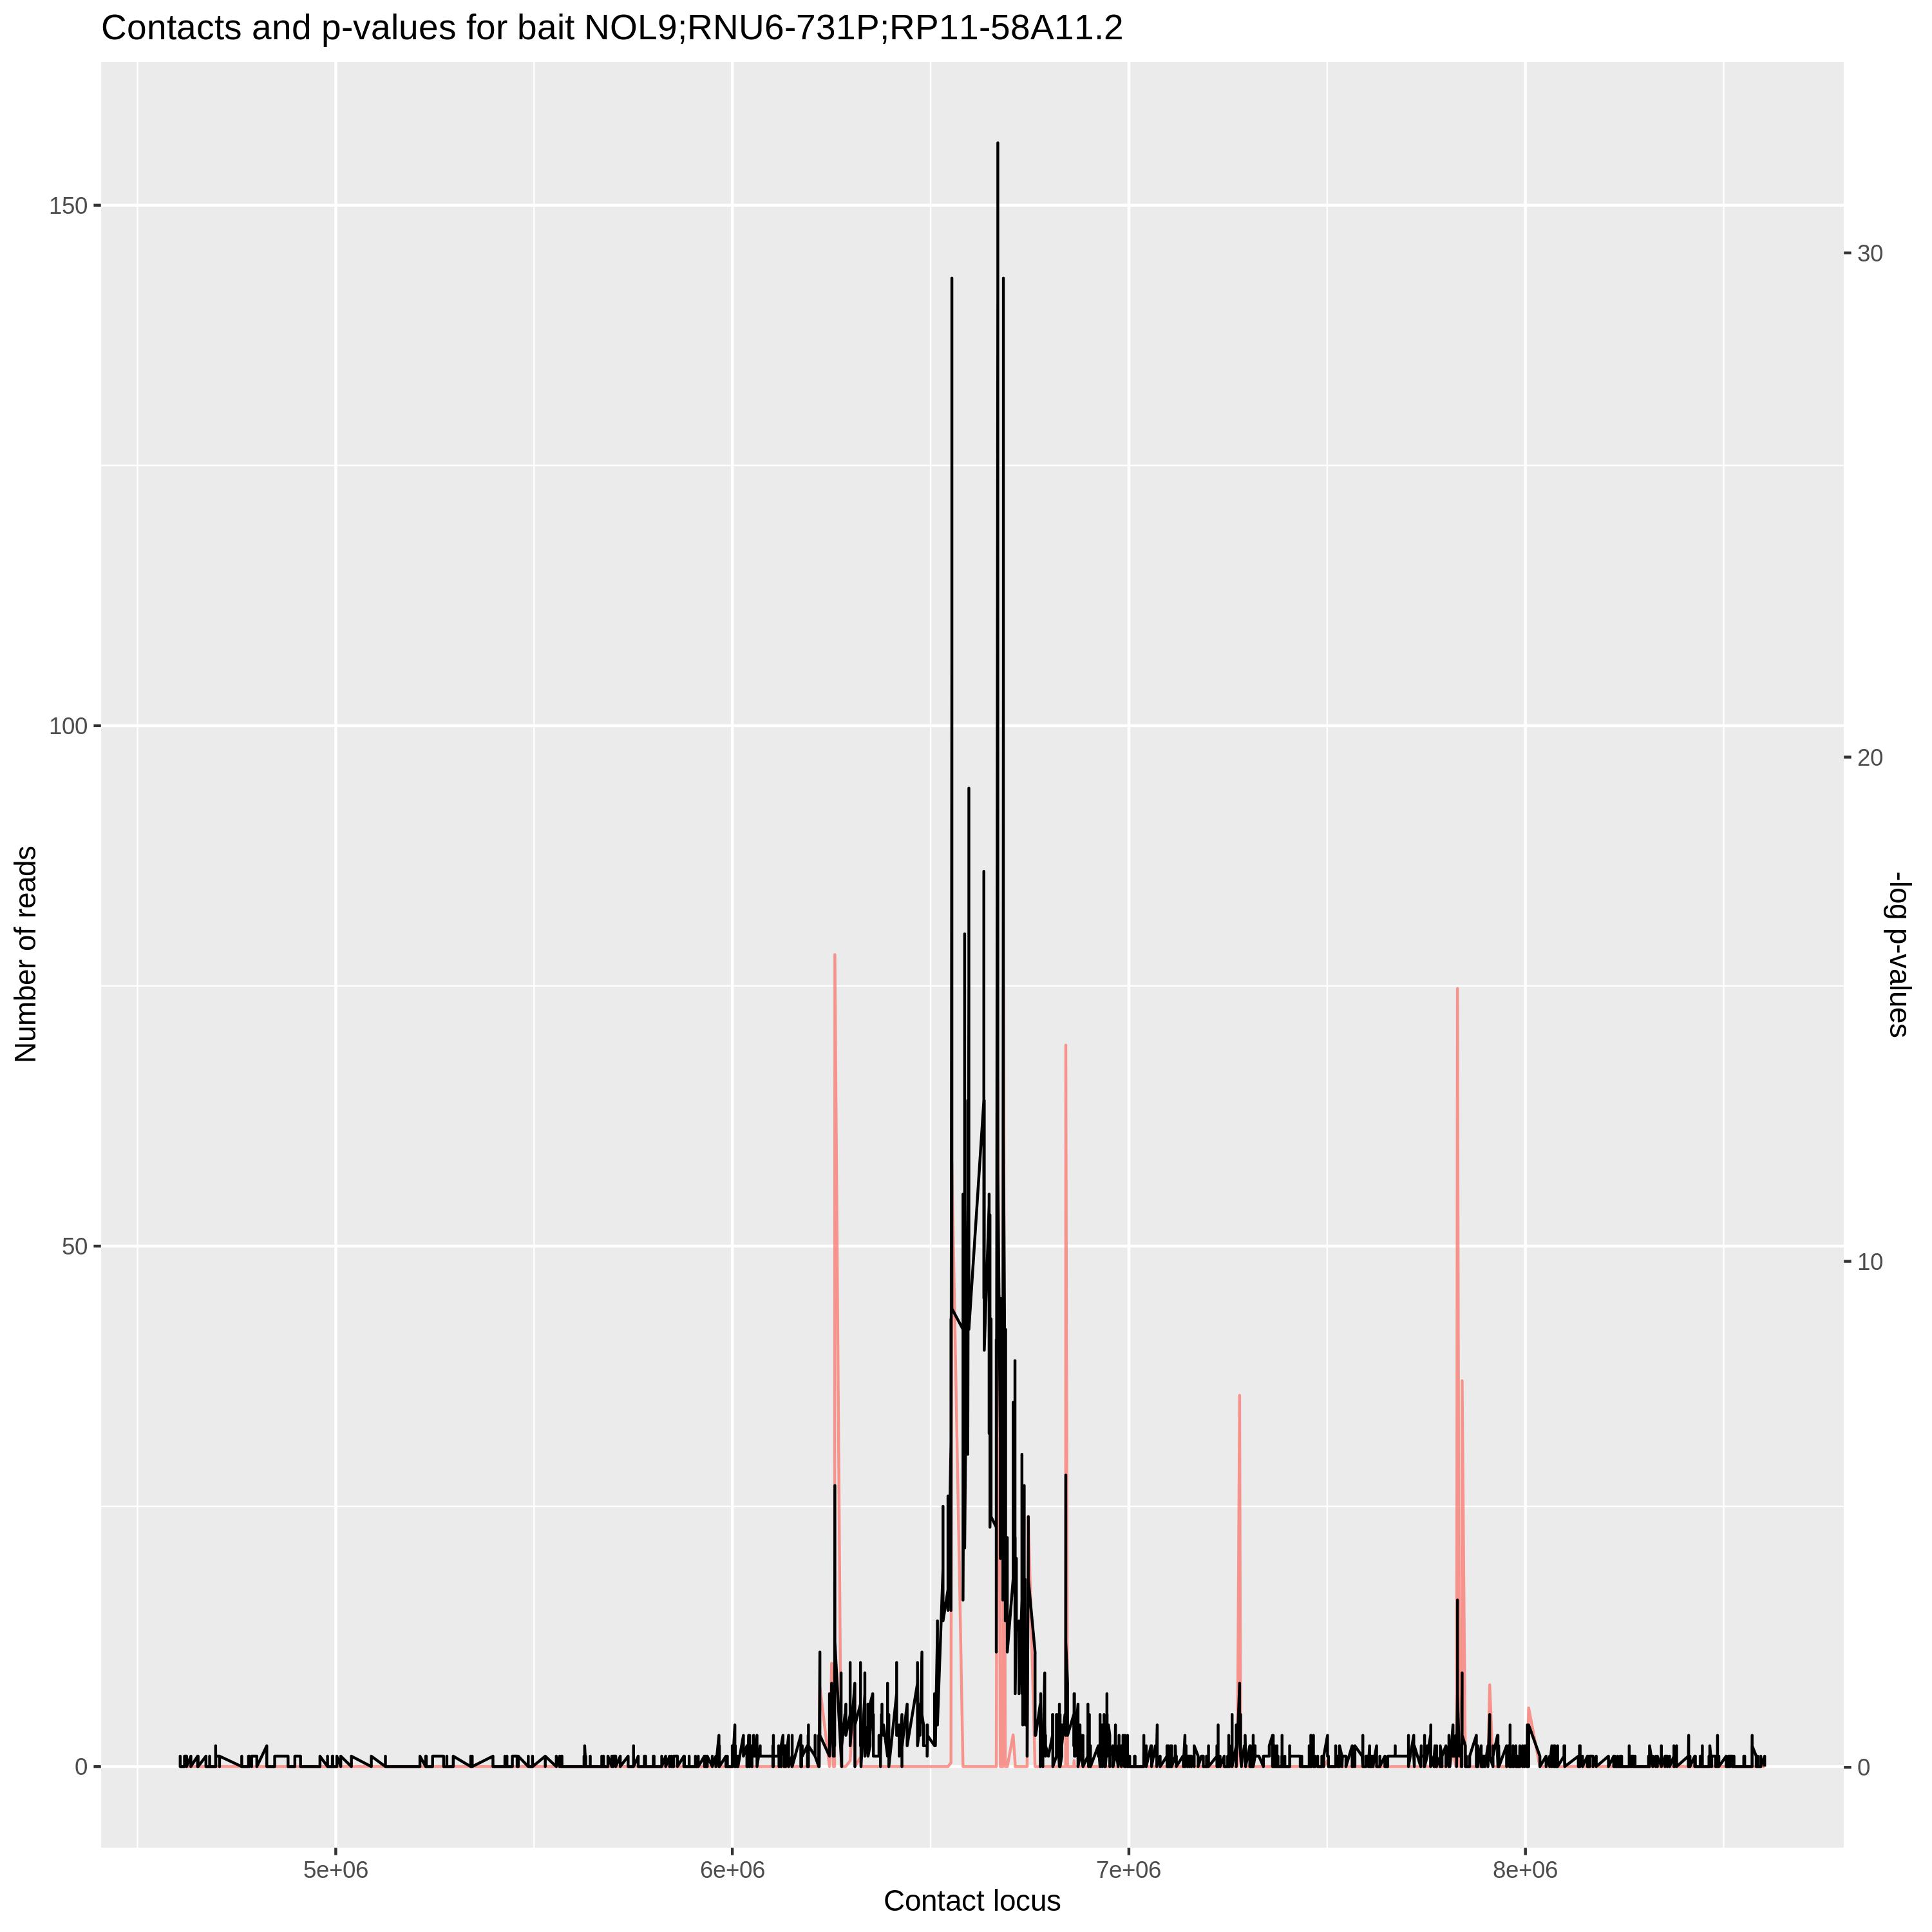 Contacts and p-values for bait NOL9;RNU6-731P;RP11-58A11.2
Number of reads
150
100
50
0
30
20
10
0
-log p-values
5e+06 6e+06 7e+06 8e+06
Contact locus